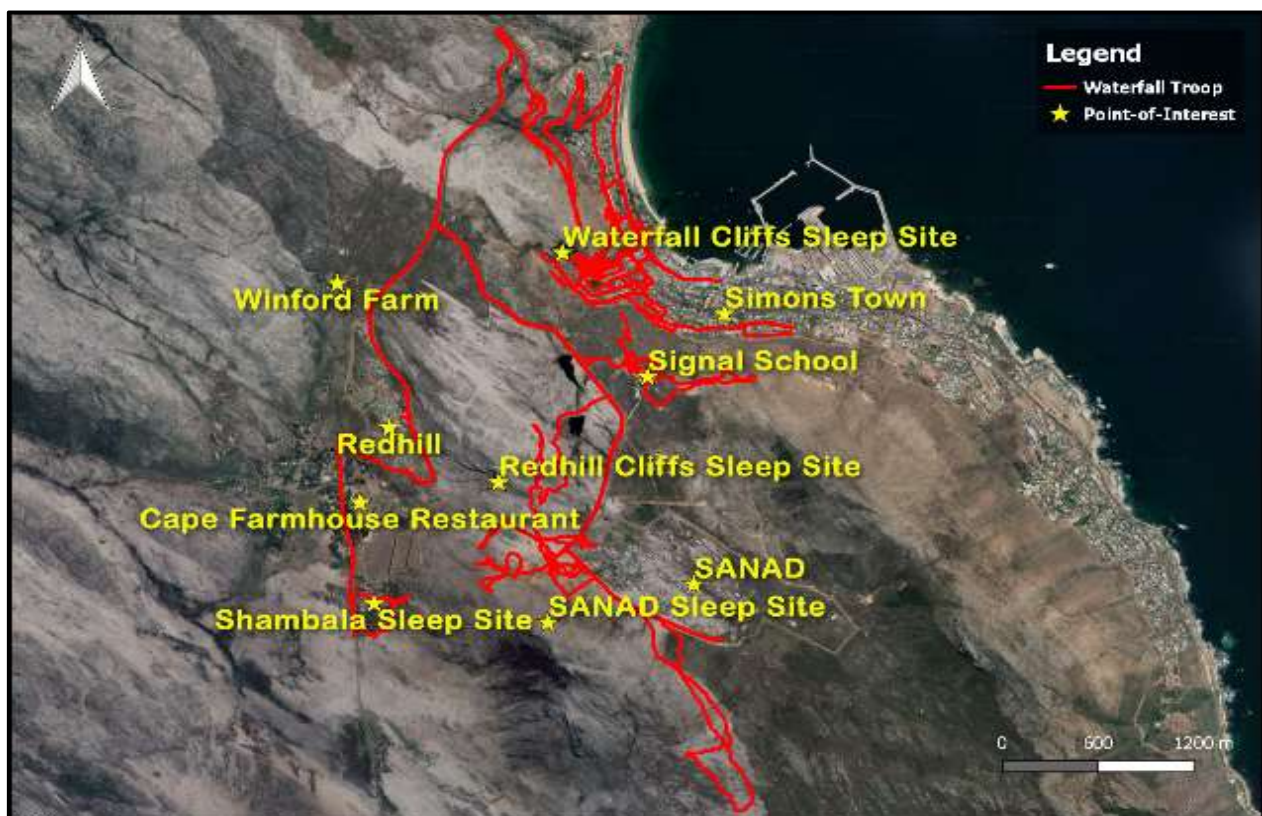 Legend
Waterfall Troop
Point-of-Interest
Waterfall Cliffs Sleep Site
Winford Farm
Simons Town
Signal School
Redhill
Redhill Cliffs Sleep Site
Cape Farmhouse Restaurant
SANAD
SANAD Sleep Site
Shambala Sleep Site
0 600 1200 m